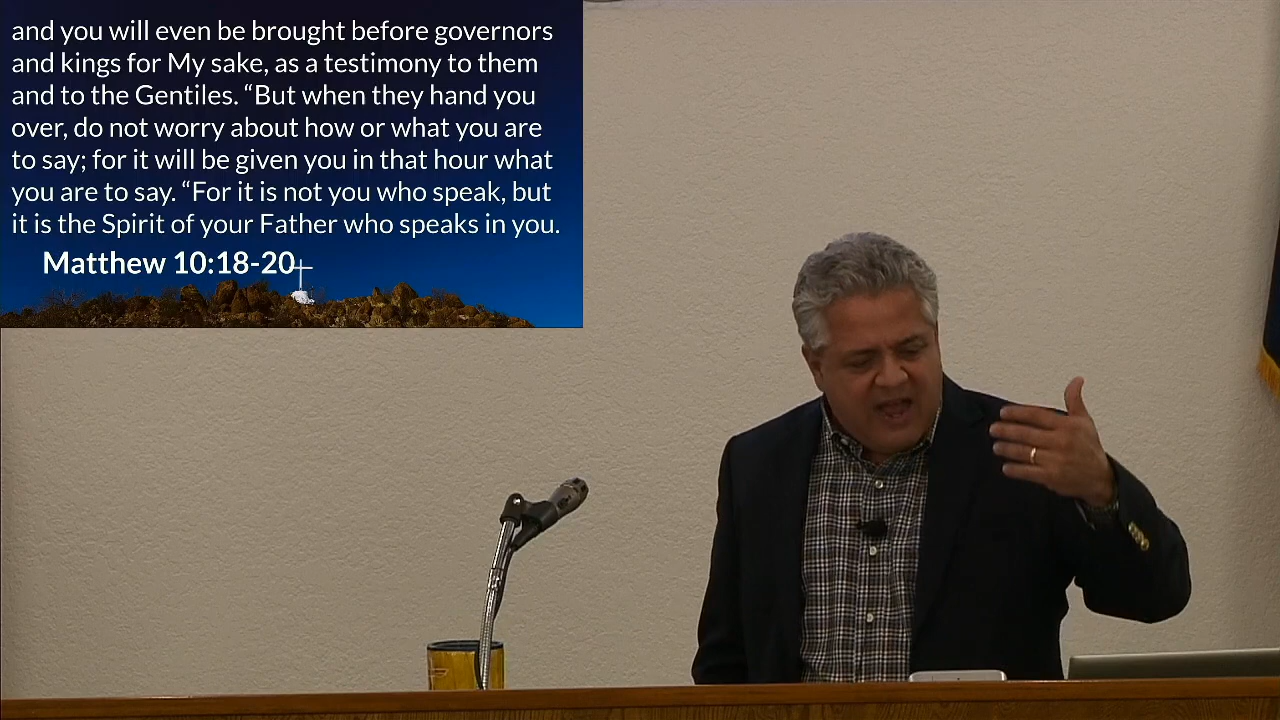 and you will even be brought before governors
and kings for My sake, as a testimony to them
and to the Gentiles. “But when they hand you
over, do not worry about how or what you are
to say; for it will be given you in that hour what
you are to say. “For it is not you who speak, but
it is the Spirit of your Father who speaks in you.
Matthew 10:18-20